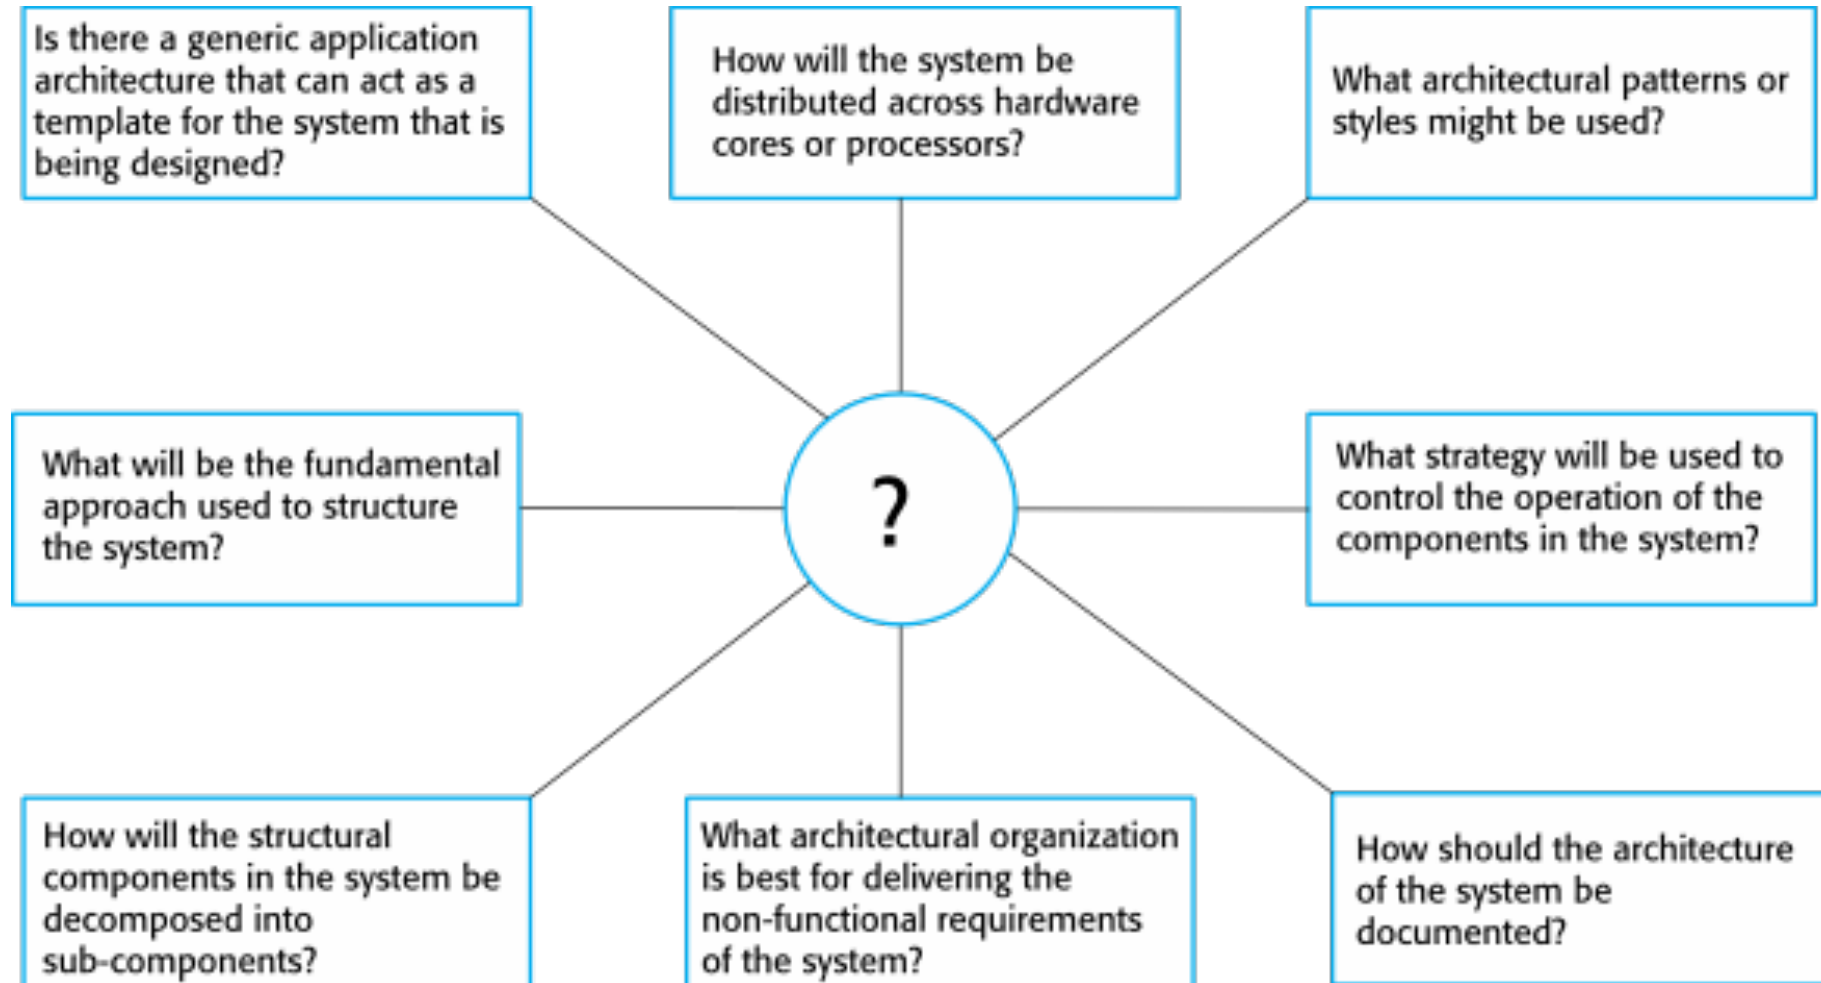 Is there a generic application
architecture that can act as a
template for the system that is
being designed?
How will the system be
distributed across hardware
cores or processors?
What architectural patterns or
styles might be used?
What will be the fundamental
approach used to structure
the system?
?
What strategy will be used to
control the operation of the
components in the system?
How will the structural
components in the system be
decomposed into
sub-components?
What architectural organization
is best for delivering the
non-functional requirements
of the system?
How should the architecture
of the system be
documented?